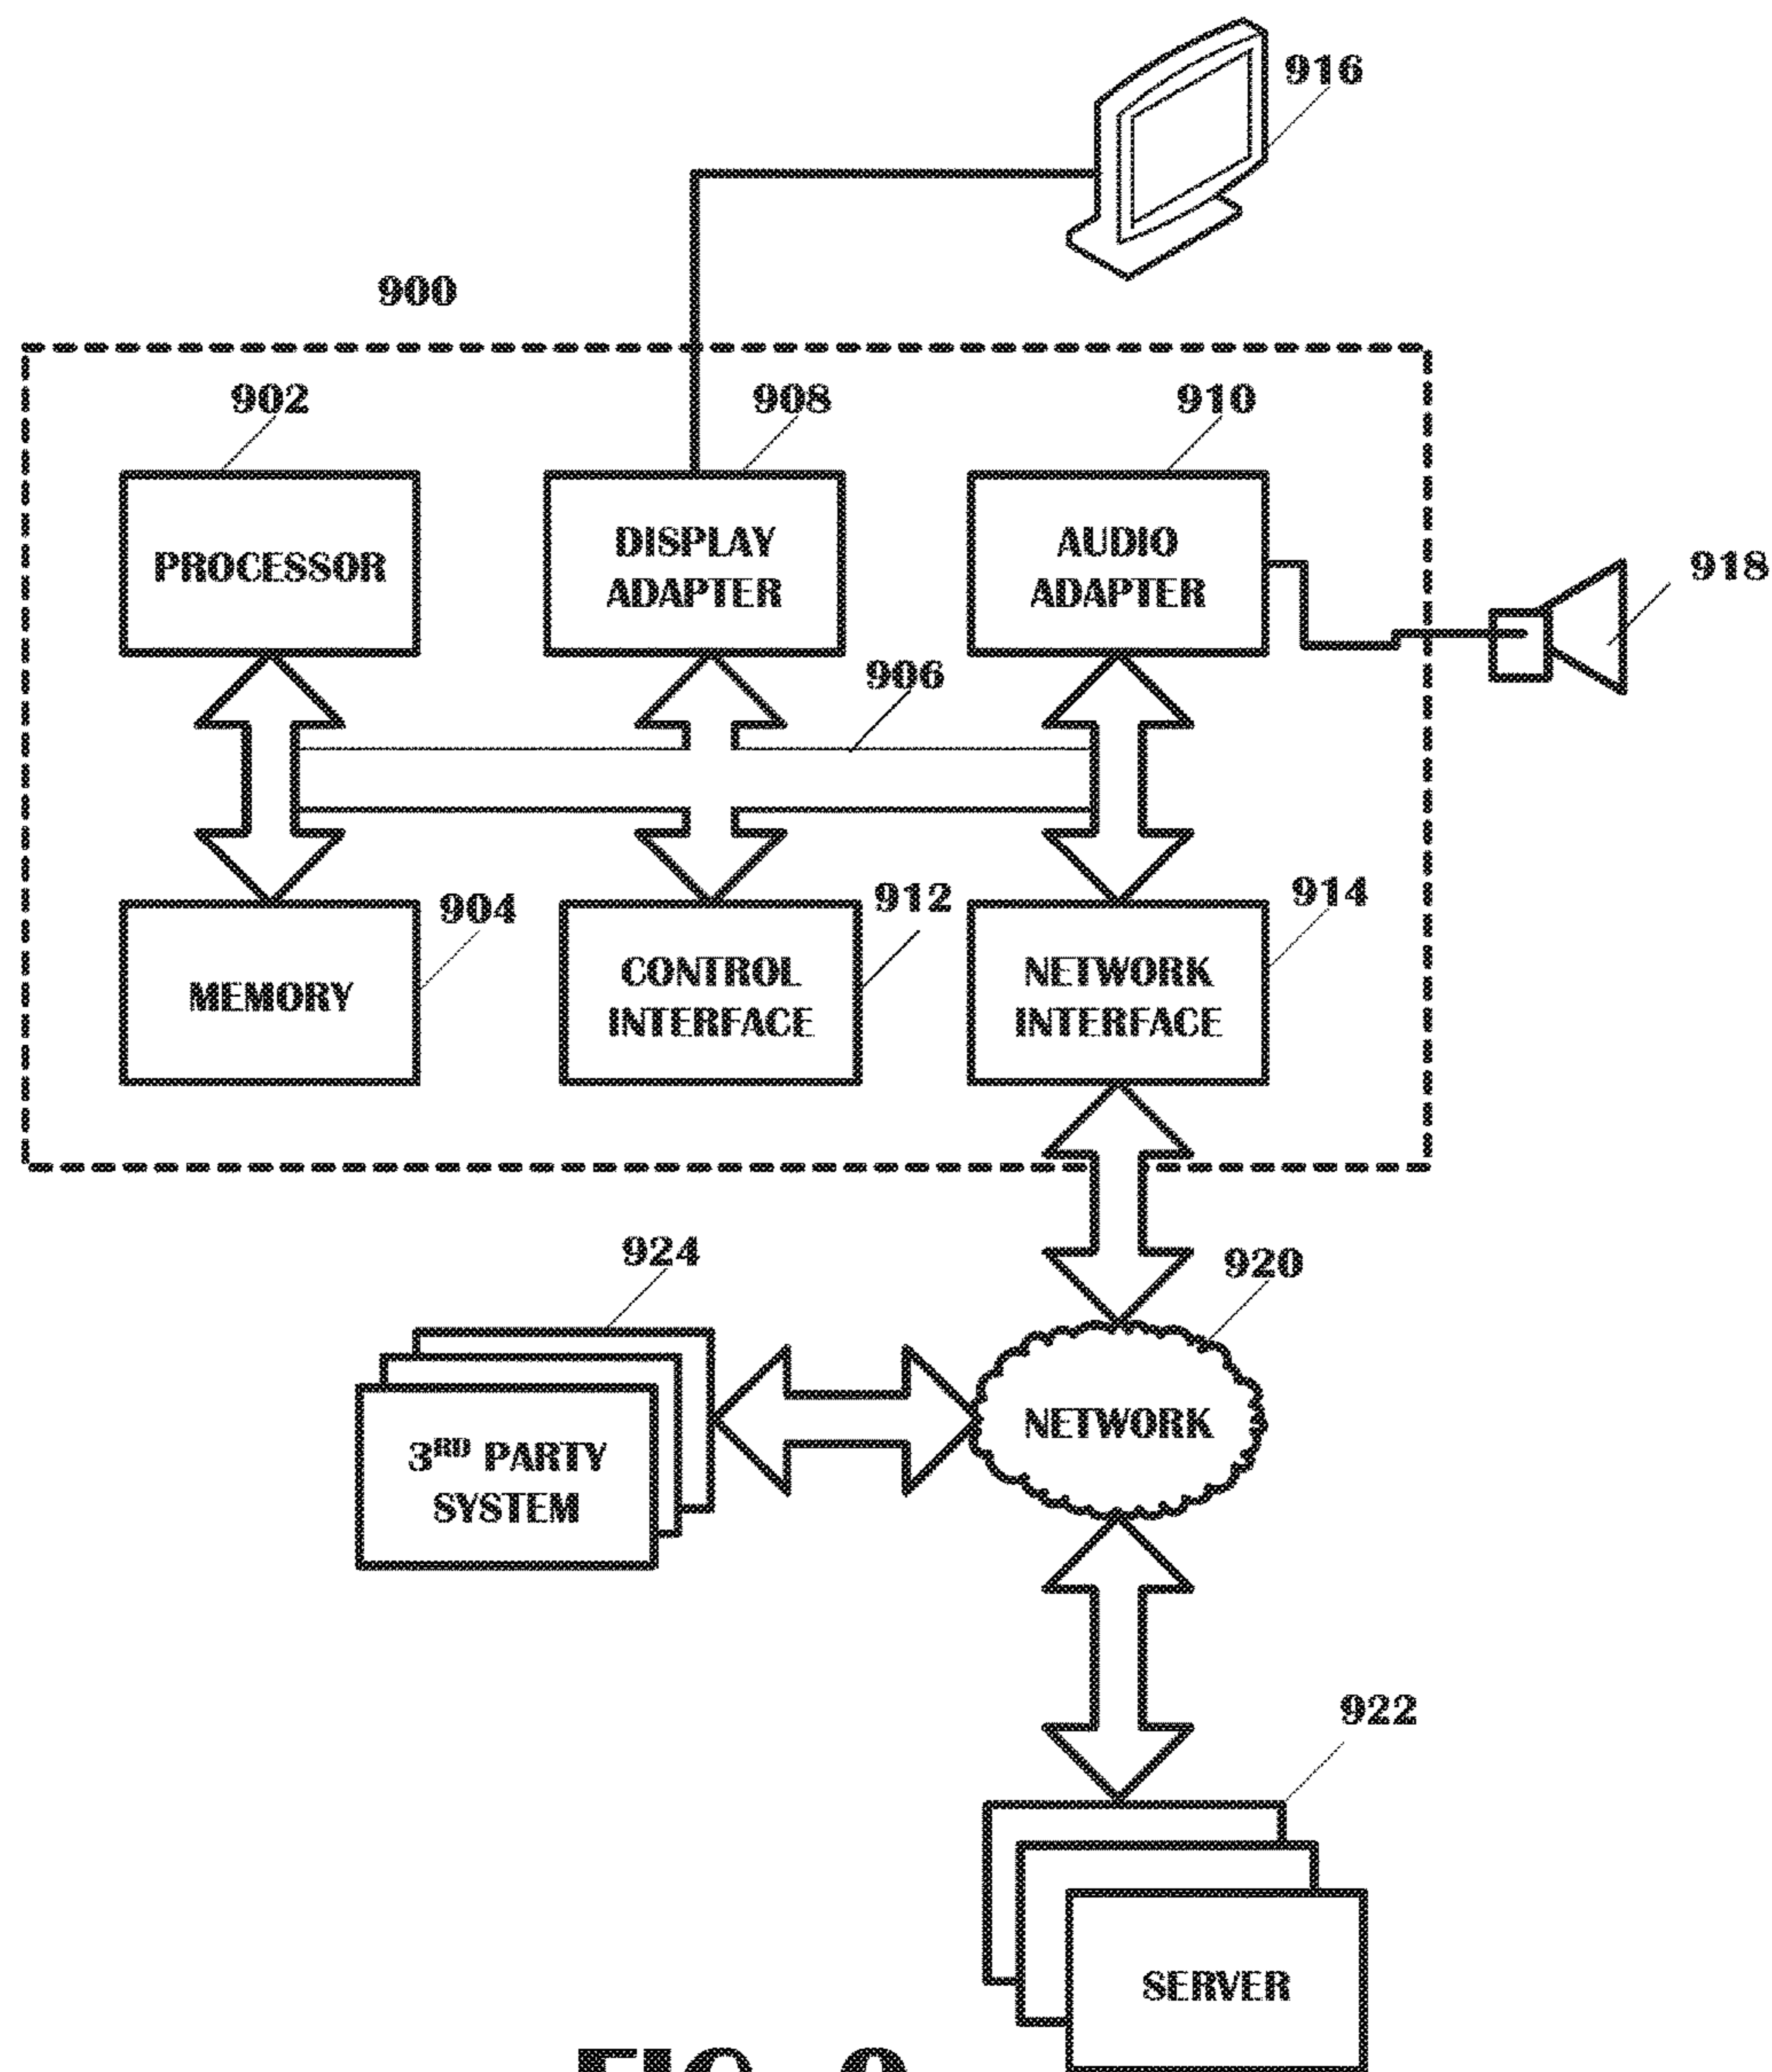 916
900
902
908
910
PROCESSOR
DISPLAY
ADAPTER
AUDIO
ADAPTER
918
906
904
912
914
MEMORY
CONTROL
INTERFACE
NETWORK
INTERFACE
924
920
3RD PARTY
SYSTEM
NETWORK
922
SERVER